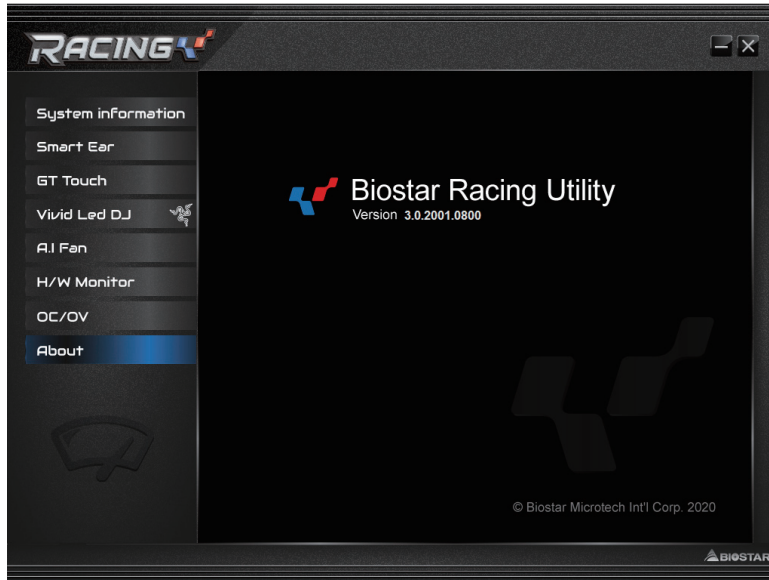 RACING
System information
Smart Ear
GT Touch
Vivid Led DJ
A.I Fan
H/W Monitor
OC/OV
About
Biostar Racing Utility
Version 3.0.2001.0800
© Biostar Microtech Int'l Corp. 2020
BIOSTAR